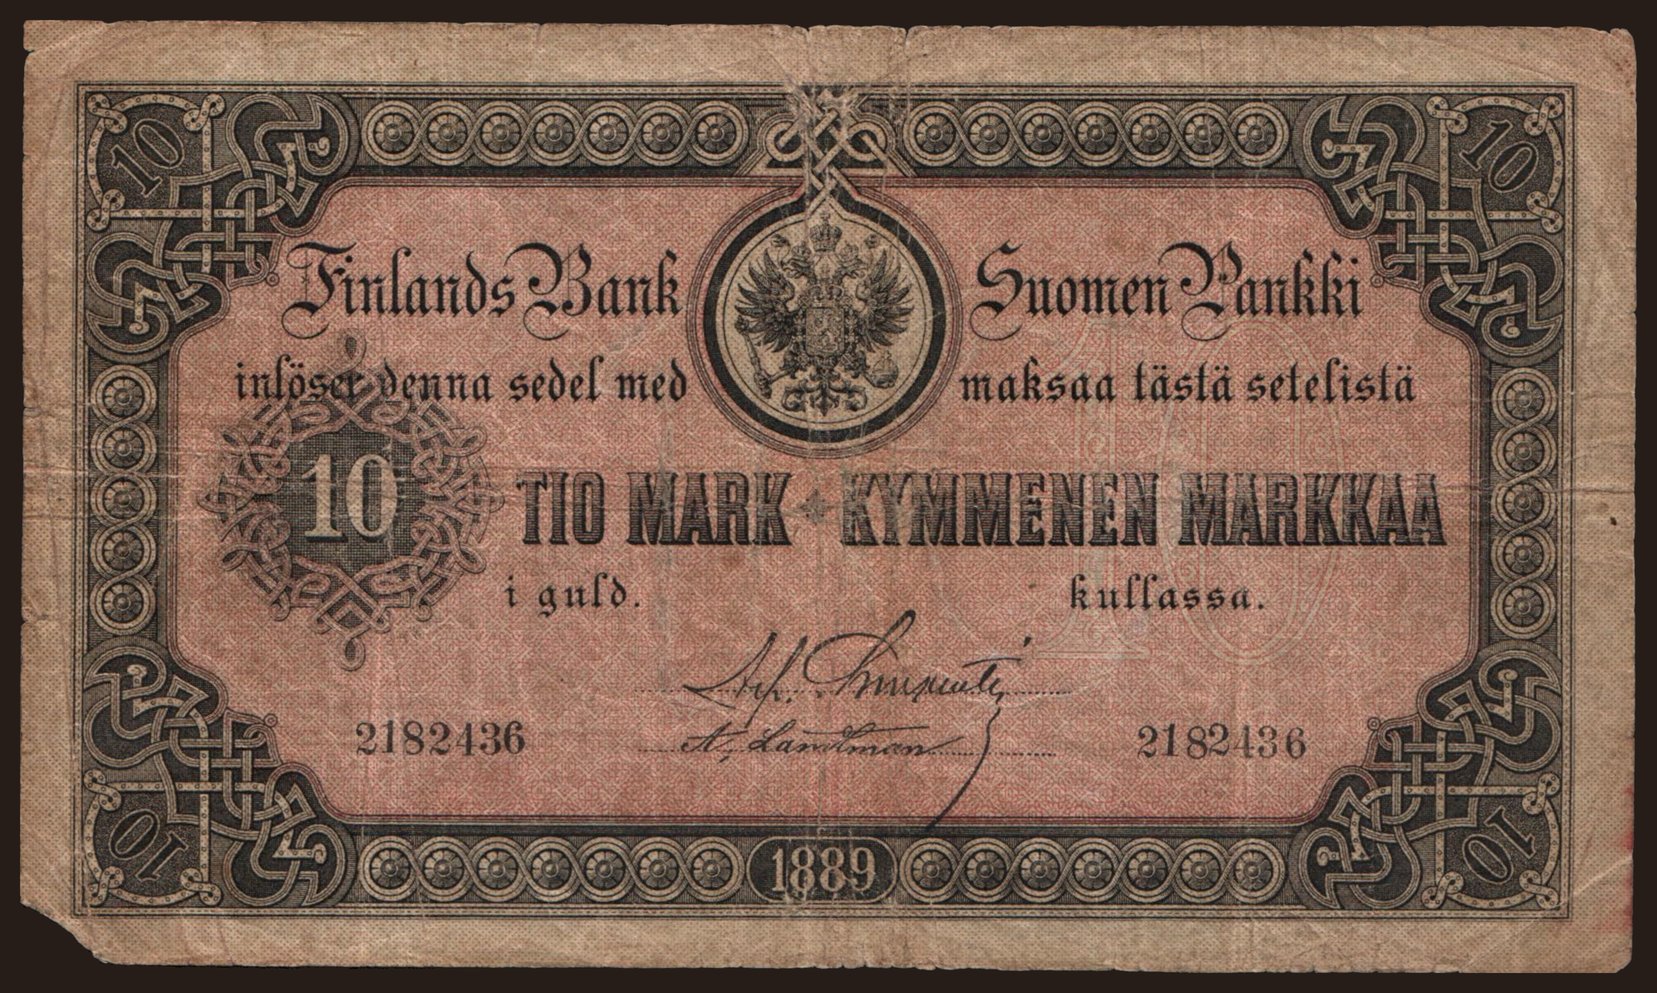 10 10
Finlands Bank Suomen Pankki
inlöser denna sedel med maksaa tästä setelistä
10 TIO MARK KYMMENEN MARKKAA
i guld. kullassa.
2182436 A. Landtman 2182436
10 1889 10